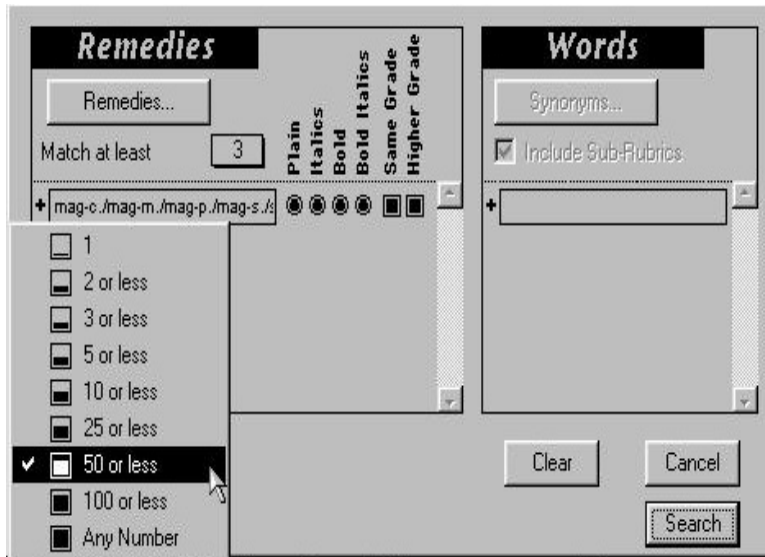 Remedies
Words
Remedies...
Plain
Italics
Bold
Bold Italics
Same Grade
Higher Grade
Synonyms...
Match at least 3
Include Sub-Rubrics
+ mag-c./mag-m./mag-p./mag-s./s
+
1
2 or less
3 or less
5 or less
10 or less
25 or less
50 or less
100 or less
Any Number
Clear
Cancel
Search